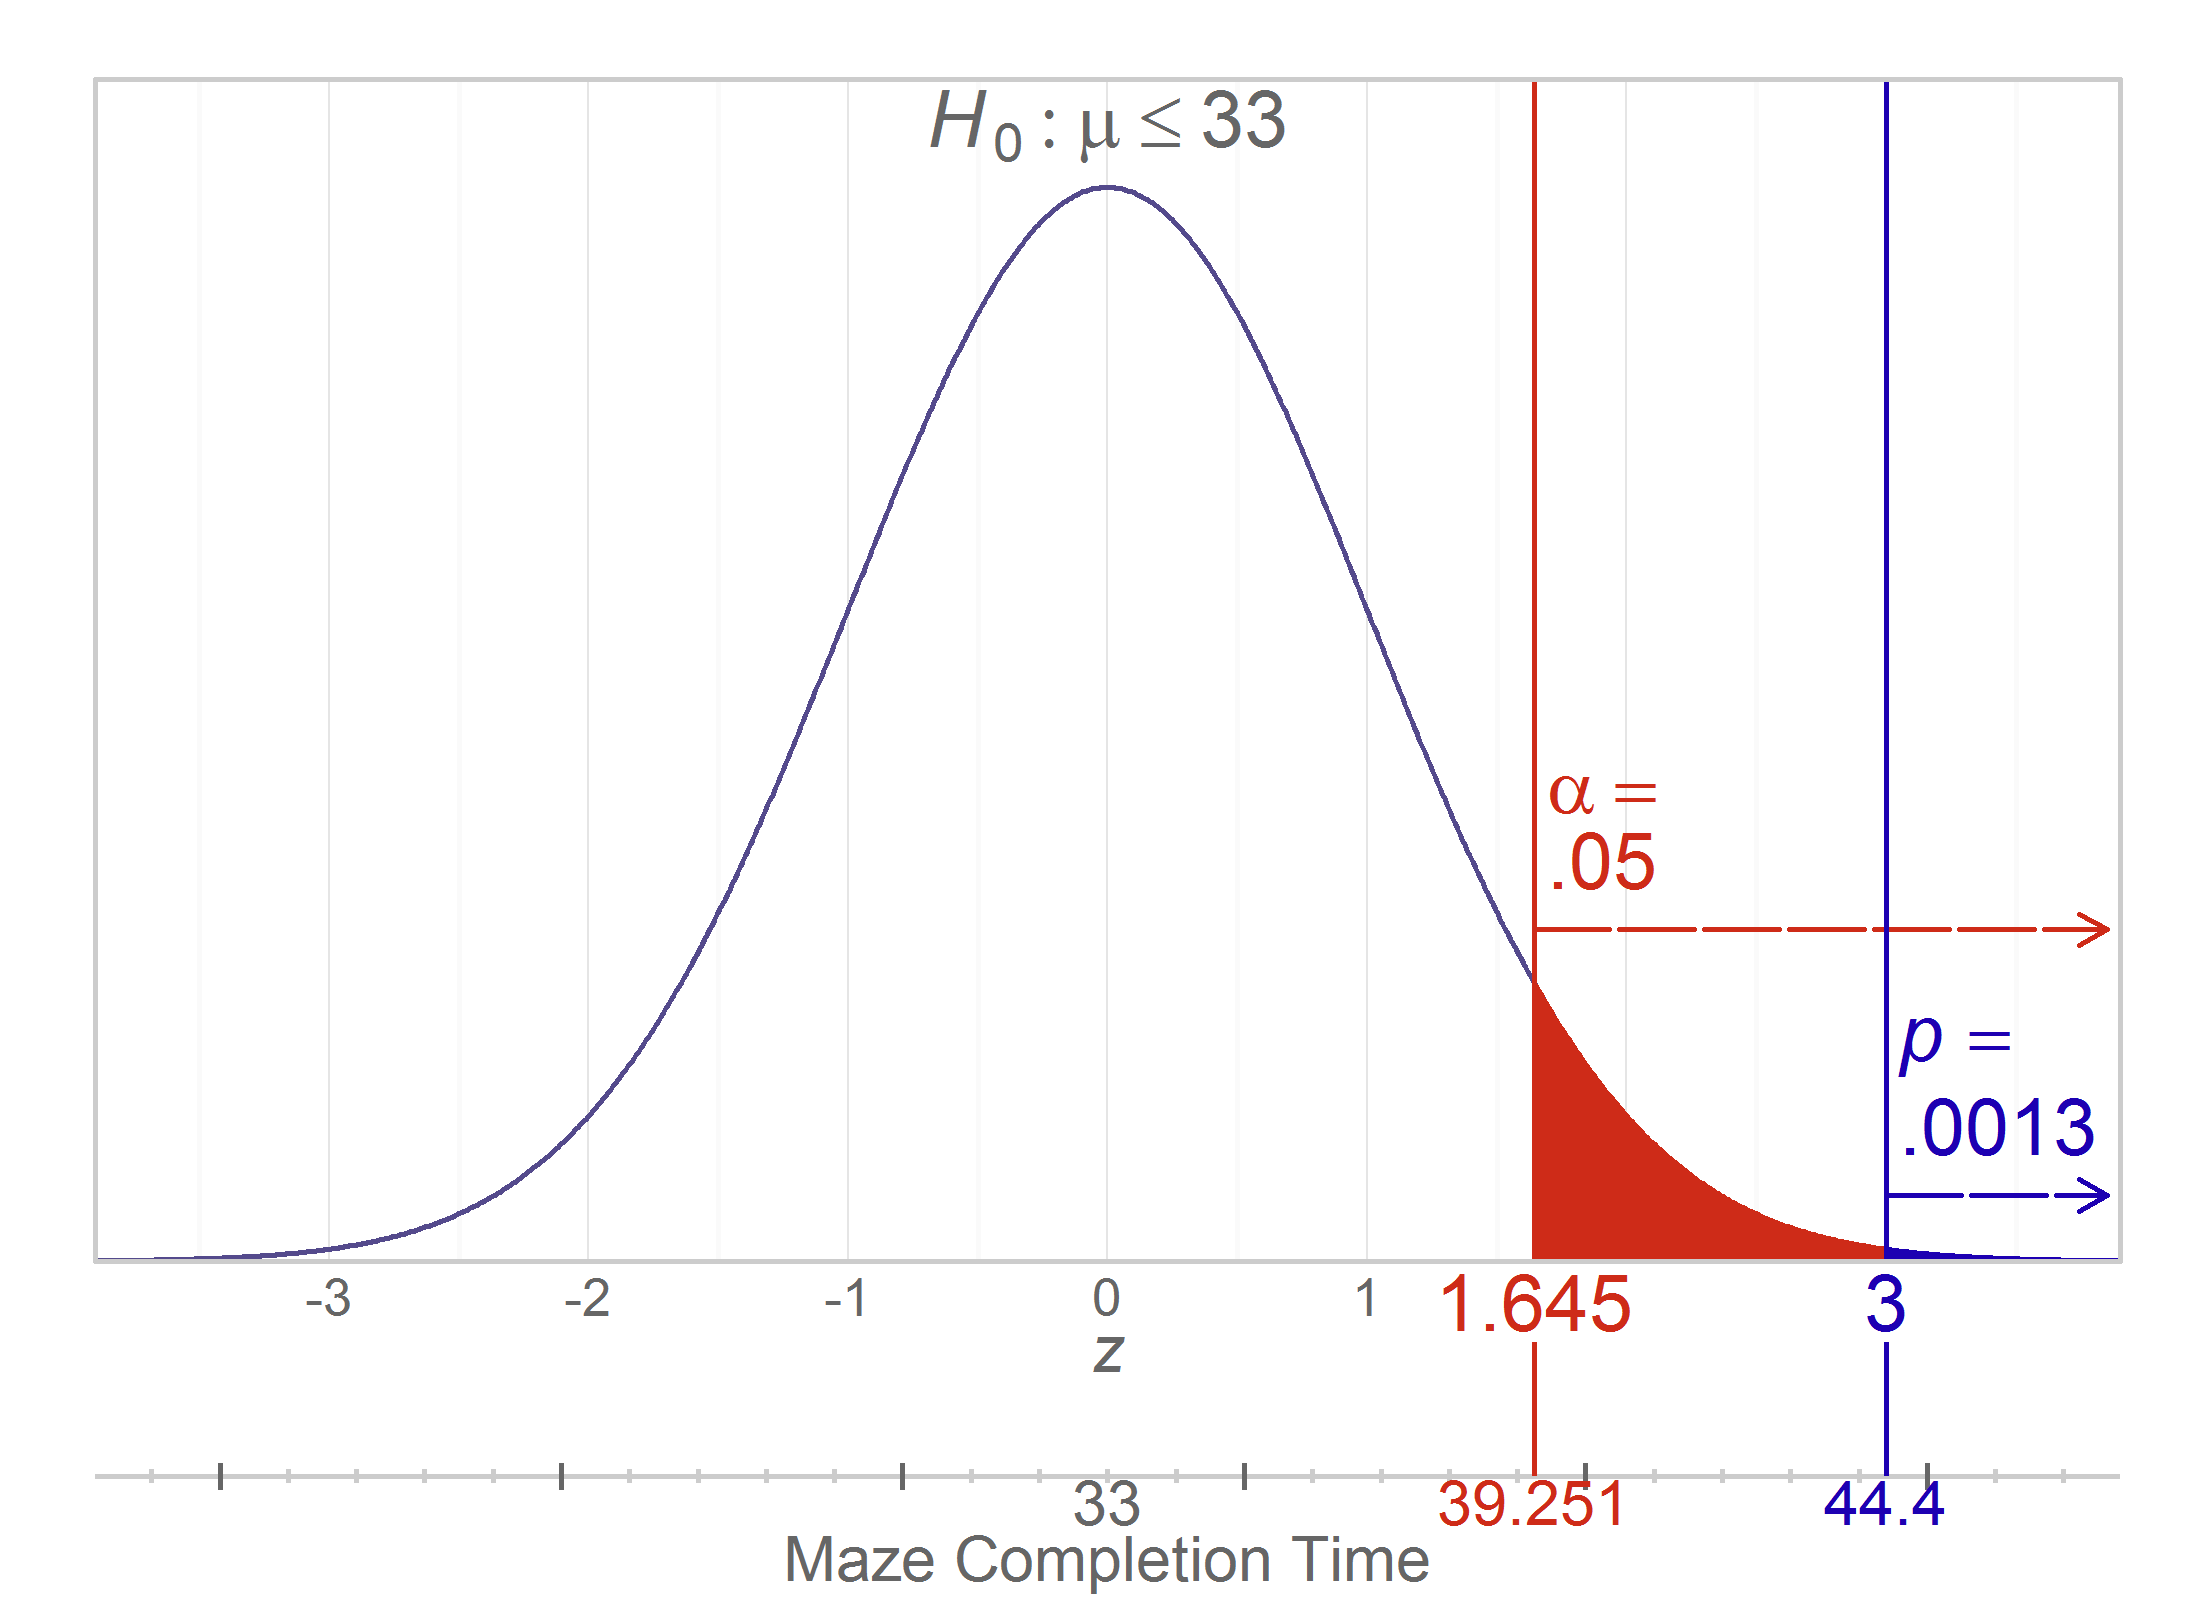 H0 : μ ≤ 33
α =
.05
p =
.0013
-3 -2 -1 0 1 1.645 3
z
33 39.251 44.4
Maze Completion Time